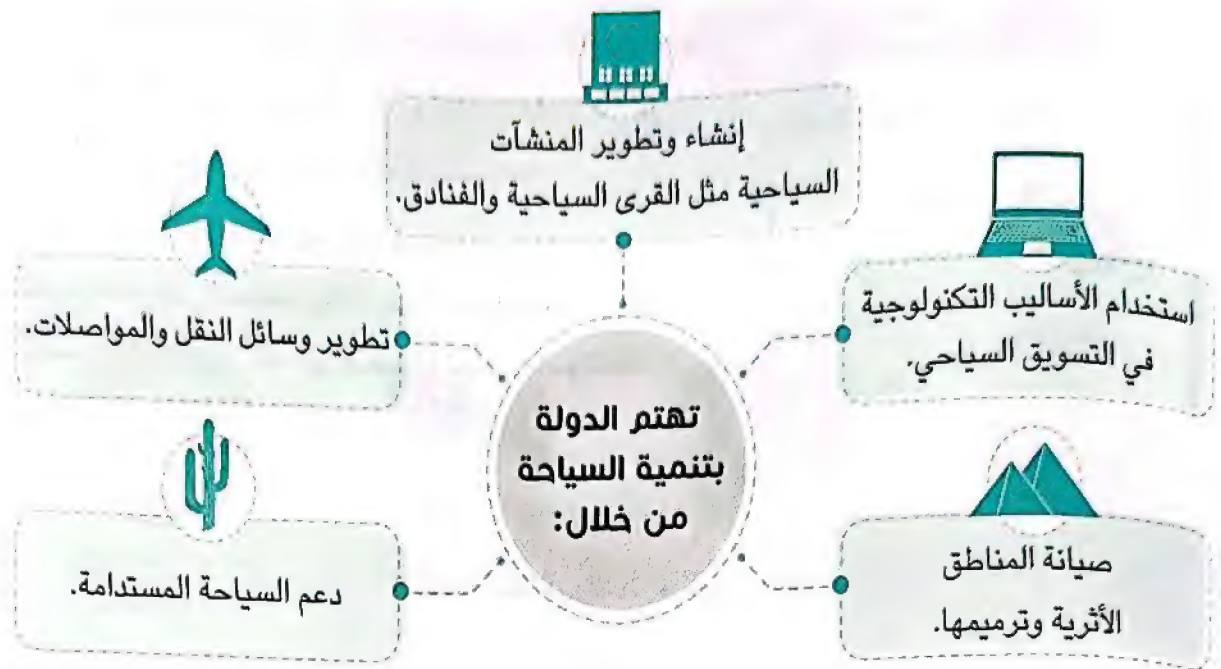 إنشاء وتطوير المنشآت
السياحية مثل القرى السياحية والفنادق.
استخدام الأساليب التكنولوجية
في التسويق السياحي.
تطوير وسائل النقل والمواصلات.
تهتم الدولة
بتنمية السياحة
من خلال:
صيانة المناطق
الأثرية وترميمها.
دعم السياحة المستدامة.